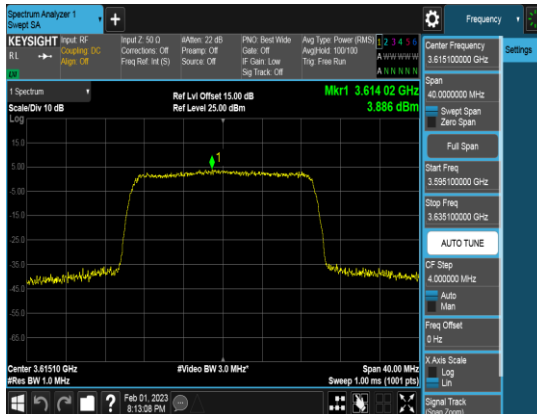 Spectrum Analyzer 1
Swept SA
Frequency
KEYSIGHT
RL
Input: RF
Coupling: DC
Align: Off
Input Z: 50 Ω
Corrections: Off
Freq Ref: Int (S)
#Atten: 22 dB
Preamp: Off
Source: Off
PNO: Best Wide
Gate: Off
IF Gain: Low
Sig Track: Off
Avg Type: Power (RMS)
Avg|Hold: 100/100
Trig: Free Run
1 2 3 4 5 6
A W W W W W
A N N N N N
1 Spectrum
Scale/Div 10 dB
Log
Ref Lvl Offset 15.00 dB
Ref Level 25.00 dBm
Mkr1 3.614 02 GHz
3.886 dBm
15.0
5.00
-5.00
-15.0
-25.0
-35.0
-45.0
-55.0
-65.0
1
Center 3.61510 GHz
#Res BW 1.0 MHz
#Video BW 3.0 MHz*
Span 40.00 MHz
Sweep 1.00 ms (1001 pts)
Feb 01, 2023
8:13:08 PM
Settings
Center Frequency
3.615100000 GHz
Span
40.0000000 MHz
Swept Span
Zero Span
Full Span
Start Freq
3.595100000 GHz
Stop Freq
3.635100000 GHz
AUTO TUNE
CF Step
4.000000 MHz
Auto
Man
Freq Offset
0 Hz
X Axis Scale
Log
Lin
Signal Track
(Span Zoom)